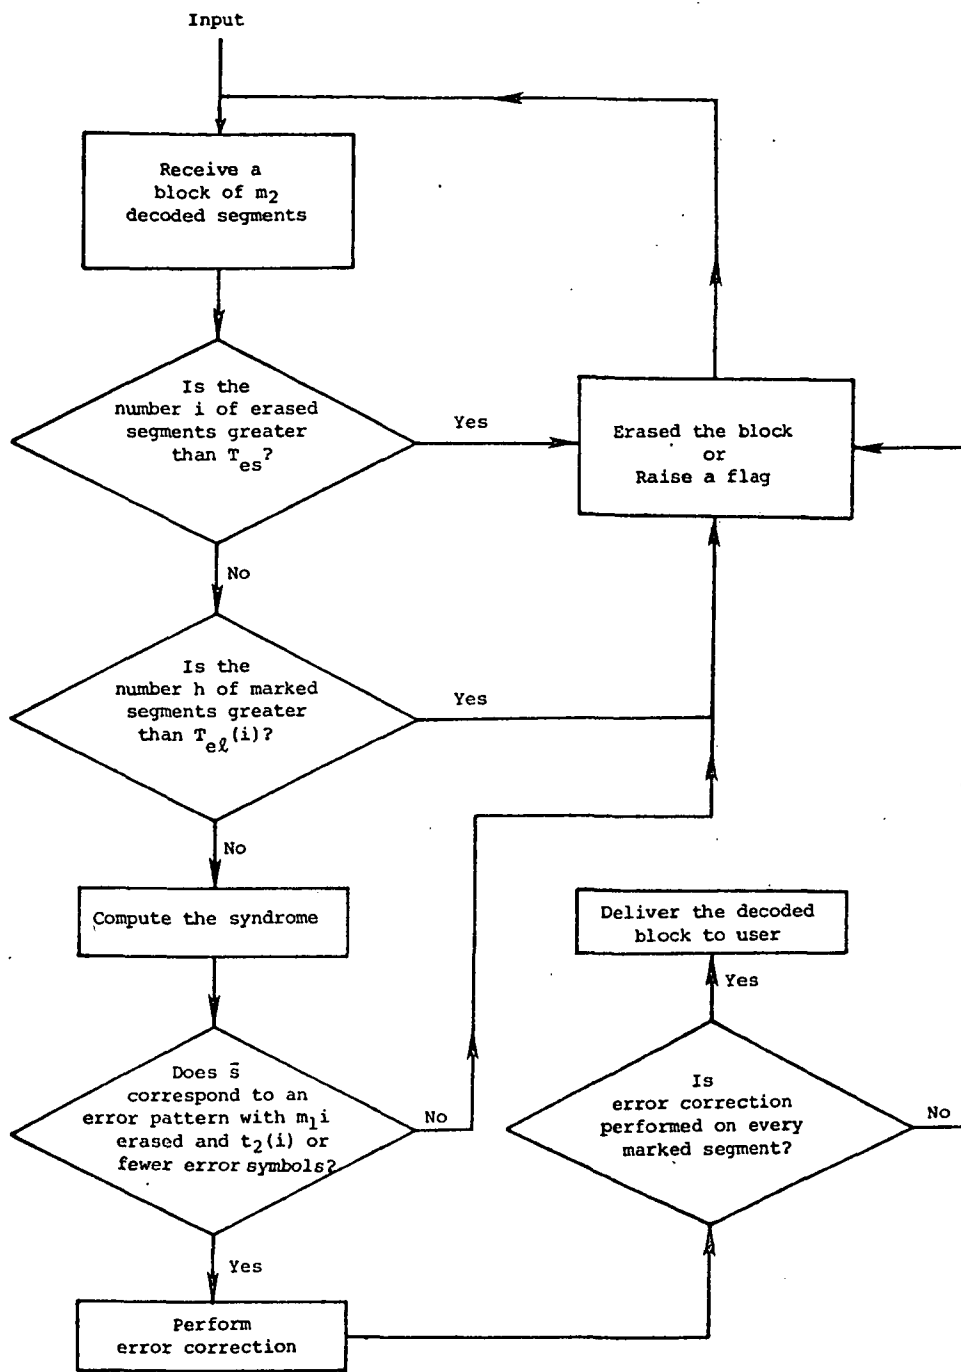 Input
Receive a
block of m₂
decoded segments
Is the
number i of erased
segments greater
than T_es?
Yes
Erased the block
or
Raise a flag
No
Is the
number h of marked
segments greater
than T_eℓ(i)?
Yes
No
Compute the syndrome
Deliver the decoded
block to user
Yes
Does s̄
correspond to an
error pattern with m₁i
erased and t₂(i) or
fewer error symbols?
No
Is
error correction
performed on every
marked segment?
No
Yes
Perform
error correction